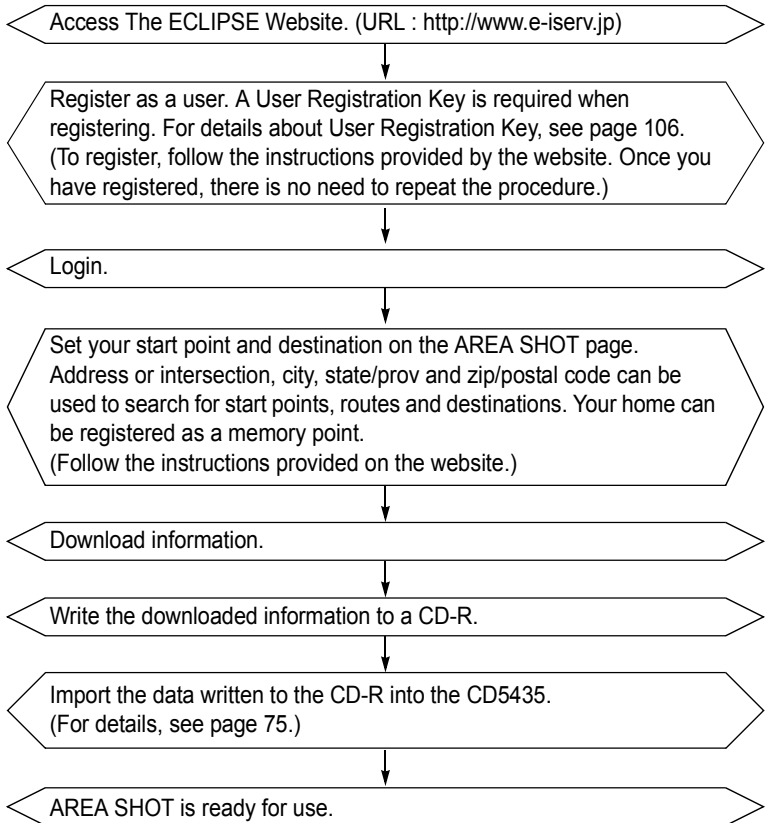 Access The ECLIPSE Website. (URL : http://www.e-iserv.jp)
Register as a user. A User Registration Key is required when
registering. For details about User Registration Key, see page 106.
(To register, follow the instructions provided by the website. Once you
have registered, there is no need to repeat the procedure.)
Login.
Set your start point and destination on the AREA SHOT page.
Address or intersection, city, state/prov and zip/postal code can be
used to search for start points, routes and destinations. Your home can
be registered as a memory point.
(Follow the instructions provided on the website.)
Download information.
Write the downloaded information to a CD-R.
Import the data written to the CD-R into the CD5435.
(For details, see page 75.)
AREA SHOT is ready for use.